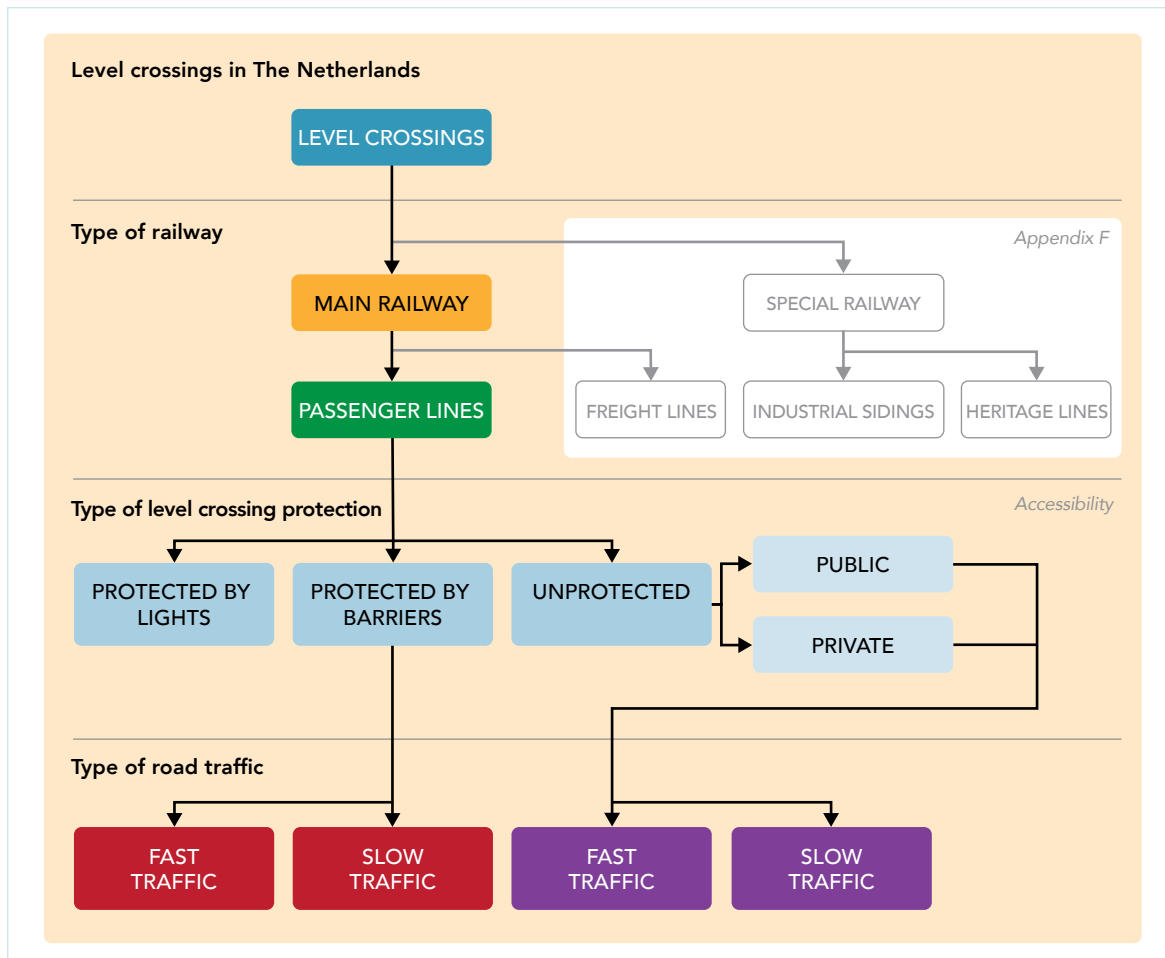 Level crossings in The Netherlands
LEVEL CROSSINGS
Type of railway
Appendix F
MAIN RAILWAY
SPECIAL RAILWAY
PASSENGER LINES
FREIGHT LINES
INDUSTRIAL SIDINGS
HERITAGE LINES
Type of level crossing protection
Accessibility
PROTECTED BY
LIGHTS
PROTECTED BY
BARRIERS
UNPROTECTED
PUBLIC
PRIVATE
Type of road traffic
FAST
TRAFFIC
SLOW
TRAFFIC
FAST
TRAFFIC
SLOW
TRAFFIC